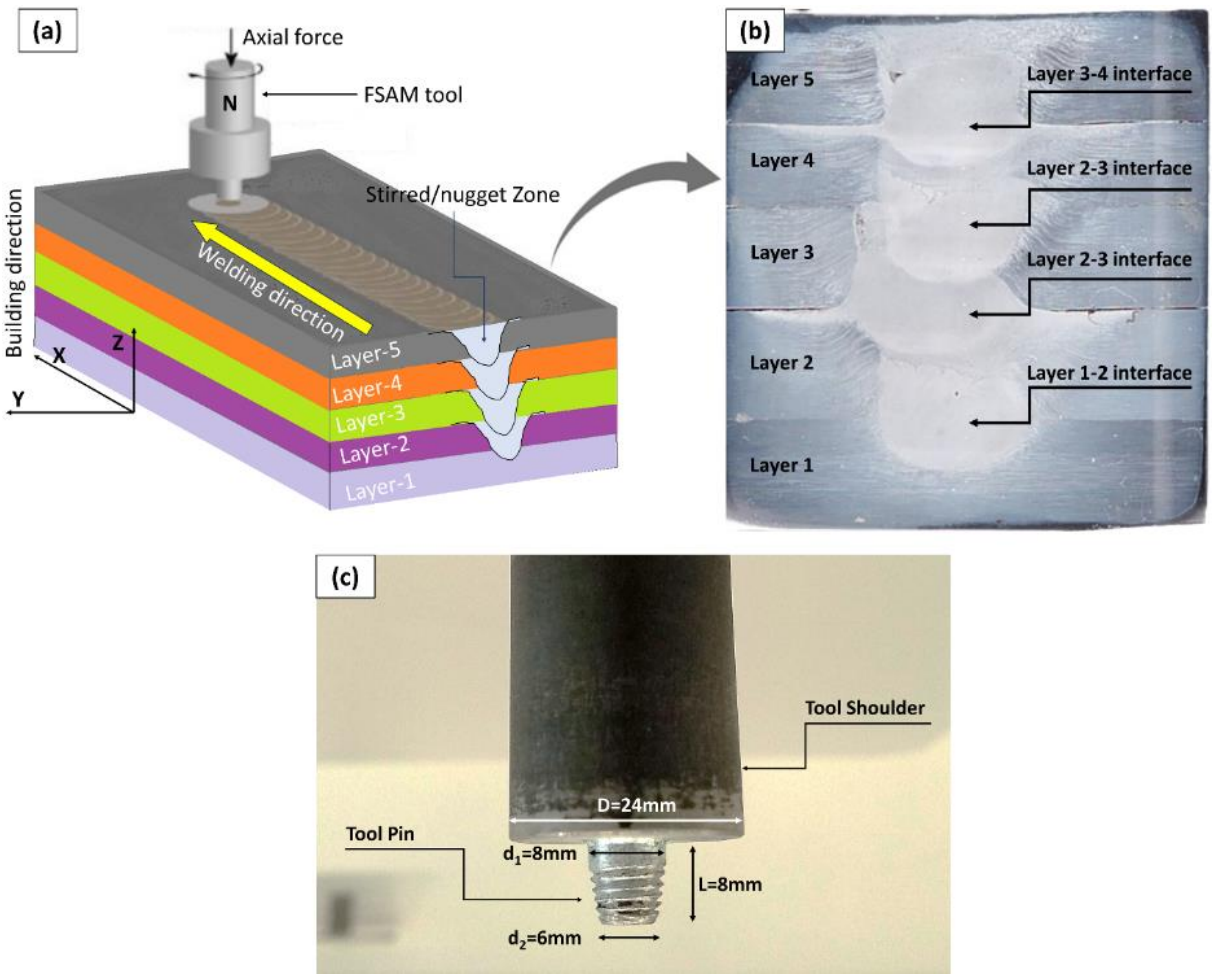 (a)
Axial force
N
FSAM tool
Stirred/nugget Zone
Building direction
Welding direction
Z
X
Y
Layer-5
Layer-4
Layer-3
Layer-2
Layer-1
(b)
Layer 5
Layer 3-4 interface
Layer 4
Layer 2-3 interface
Layer 3
Layer 2-3 interface
Layer 2
Layer 1-2 interface
Layer 1
(c)
Tool Shoulder
D=24mm
Tool Pin
d₁=8mm
L=8mm
d₂=6mm